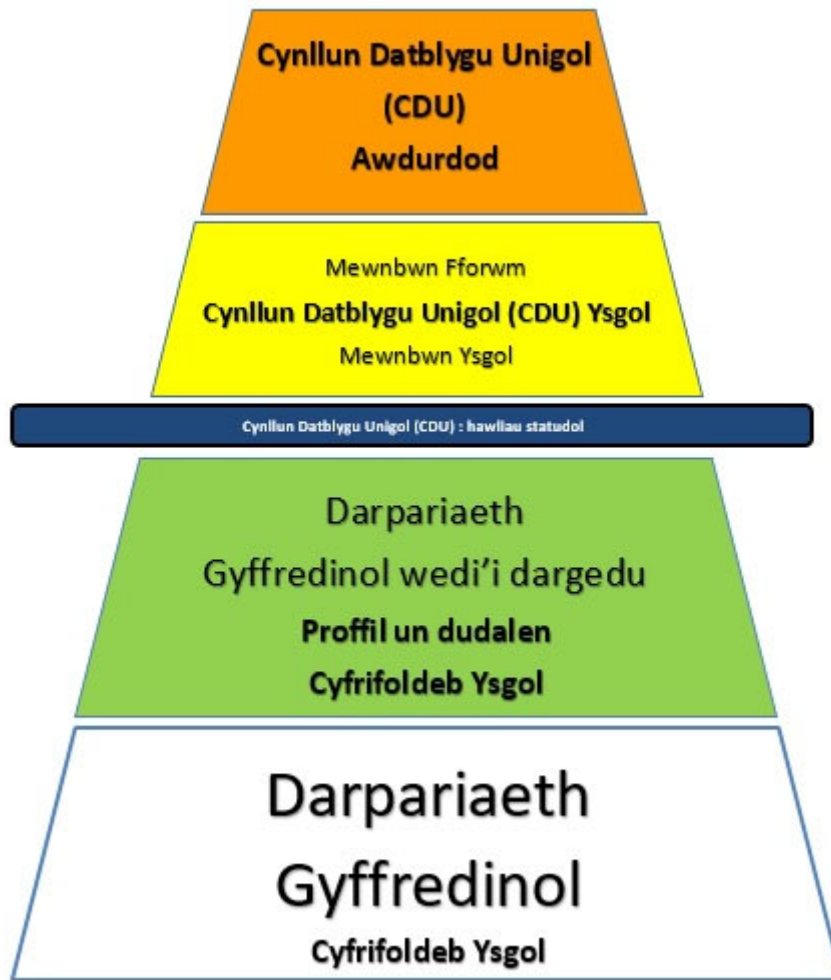 Cynllun Datblygu Unigol
(CDU)
Awdurdod
Mewnbwn Fforwm
Cynllun Datblygu Unigol (CDU) Ysgol
Mewnbwn Ysgol
Cynllun Datblygu Unigol (CDU) : hawliau statudol
Darpariaeth
Gyffredinol wedi’i dargedu
Proffil un dudalen
Cyfrifoldeb Ysgol
Darpariaeth
Gyffredinol
Cyfrifoldeb Ysgol